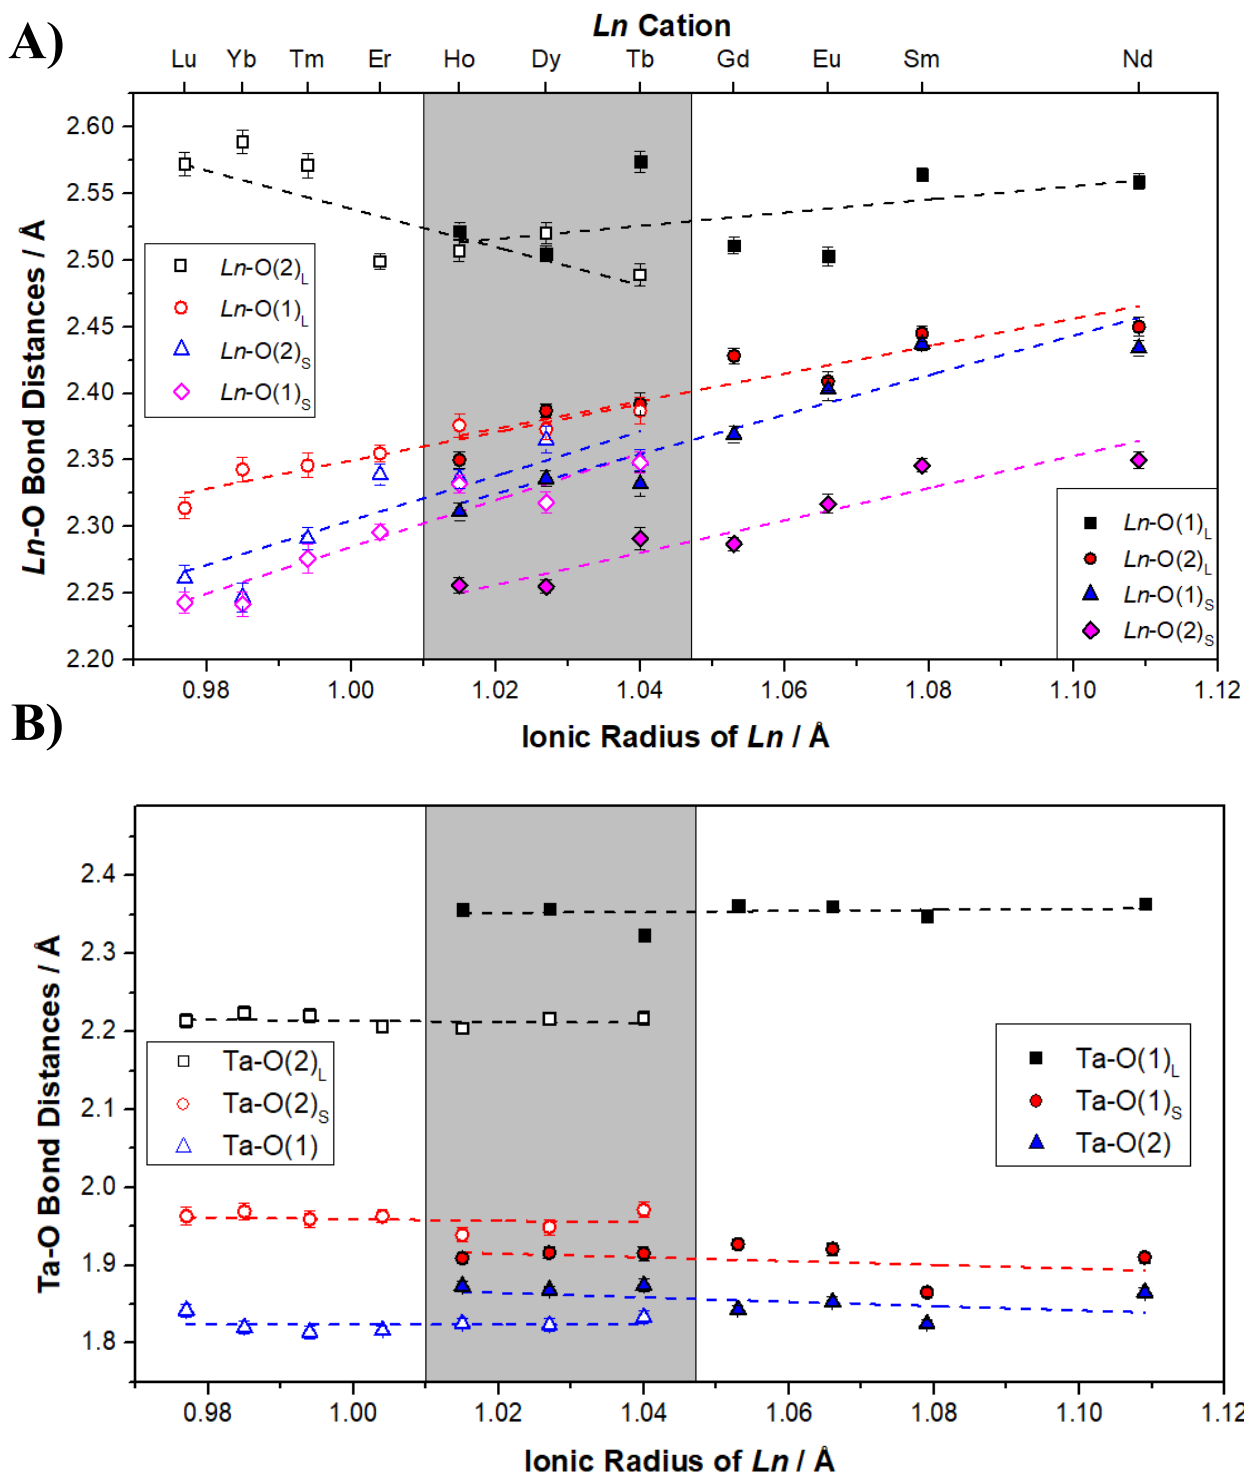 A)
Ln Cation
Lu Yb Tm Er Ho Dy Tb Gd Eu Sm Nd
2.60
2.55
2.50
2.45
2.40
2.35
2.30
2.25
2.20
Ln-O Bond Distances / Å
Ln-O(2)L
Ln-O(1)L
Ln-O(2)S
Ln-O(1)S
Ln-O(1)L
Ln-O(2)L
Ln-O(1)S
Ln-O(2)S
0.98 1.00 1.02 1.04 1.06 1.08 1.10 1.12
Ionic Radius of Ln / Å
B)
2.4
2.3
2.2
2.1
2.0
1.9
1.8
Ta-O Bond Distances / Å
Ta-O(2)L
Ta-O(2)S
Ta-O(1)
Ta-O(1)L
Ta-O(1)S
Ta-O(2)
0.98 1.00 1.02 1.04 1.06 1.08 1.10 1.12
Ionic Radius of Ln / Å